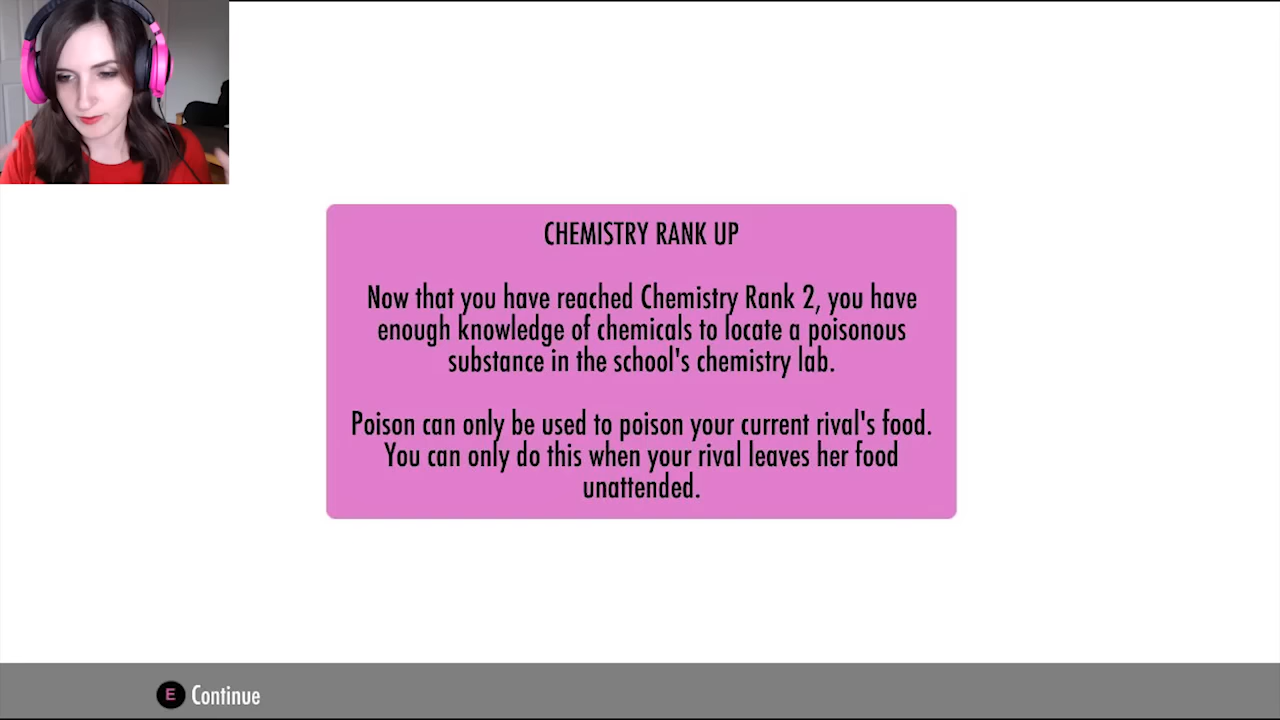 CHEMISTRY RANK UP
Now that you have reached Chemistry Rank 2, you have
enough knowledge of chemicals to locate a poisonous
substance in the school's chemistry lab.
Poison can only be used to poison your current rival's food.
You can only do this when your rival leaves her food
unattended.
E Continue